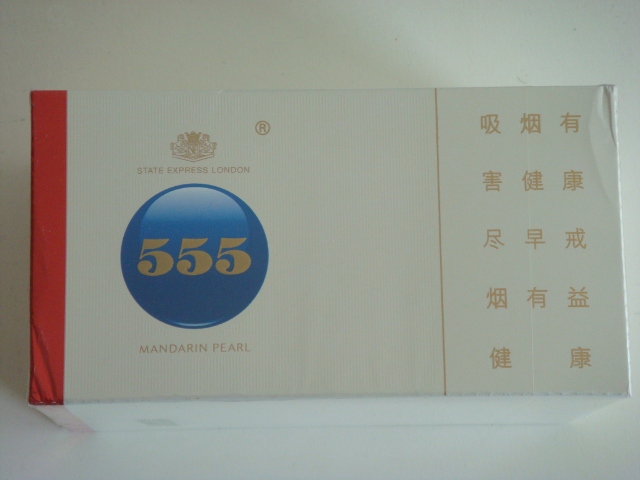 ®
STATE EXPRESS LONDON
555
MANDARIN PEARL
吸烟有
害健康
尽早戒
烟有益
健康